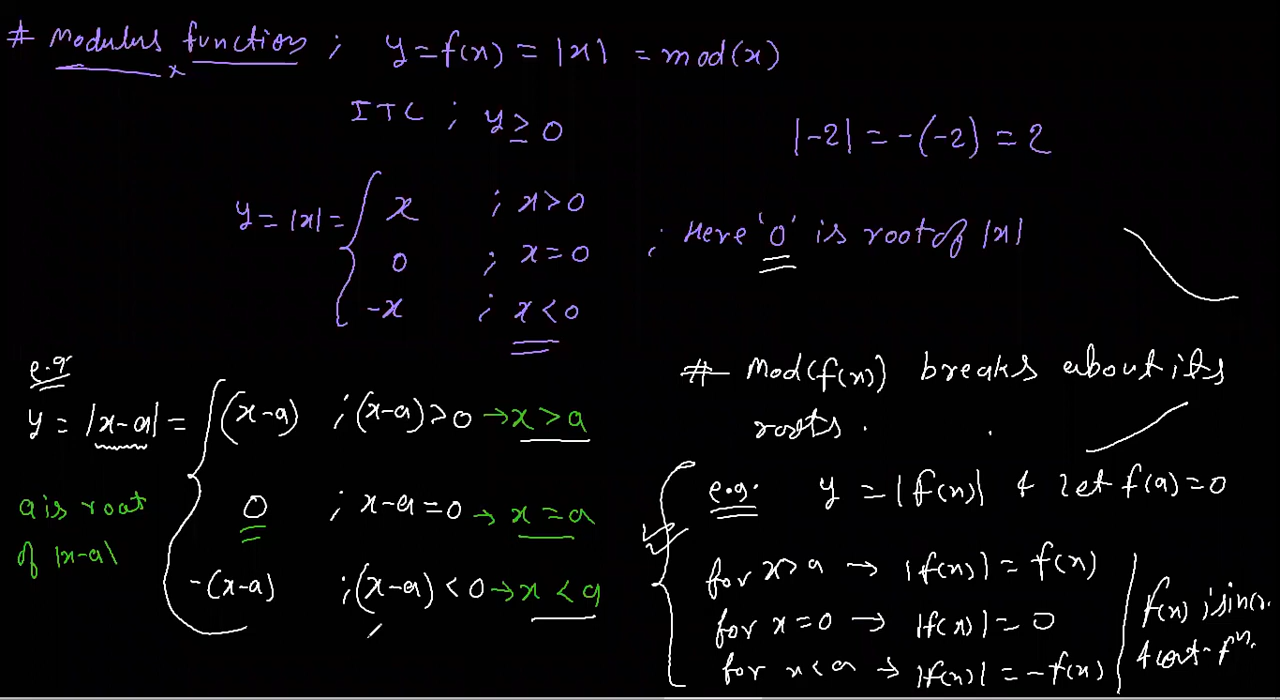 # Modulus function ; y = f(x) = |x| = mod(x)
ITC ; y ≥ 0
|-2| = -(-2) = 2
y = |x| = { x ; x > 0
0 ; x = 0
-x ; x < 0
; Here '0' is root of |x|
e.g.
y = |x-a| = { (x-a) ; (x-a) > 0 → x > a
0 ; x-a = 0 → x = a
-(x-a) ; (x-a) < 0 → x < a
a is root
of |x-a|
# Mod(f(x)) breaks about its
roots.
e.g. y = |f(x)| & let f(a) = 0
for x > a → |f(x)| = f(x)
for x = 0 → |f(x)| = 0
for x < a → |f(x)| = -f(x)
f(x) is incr.
& cont. fⁿ.